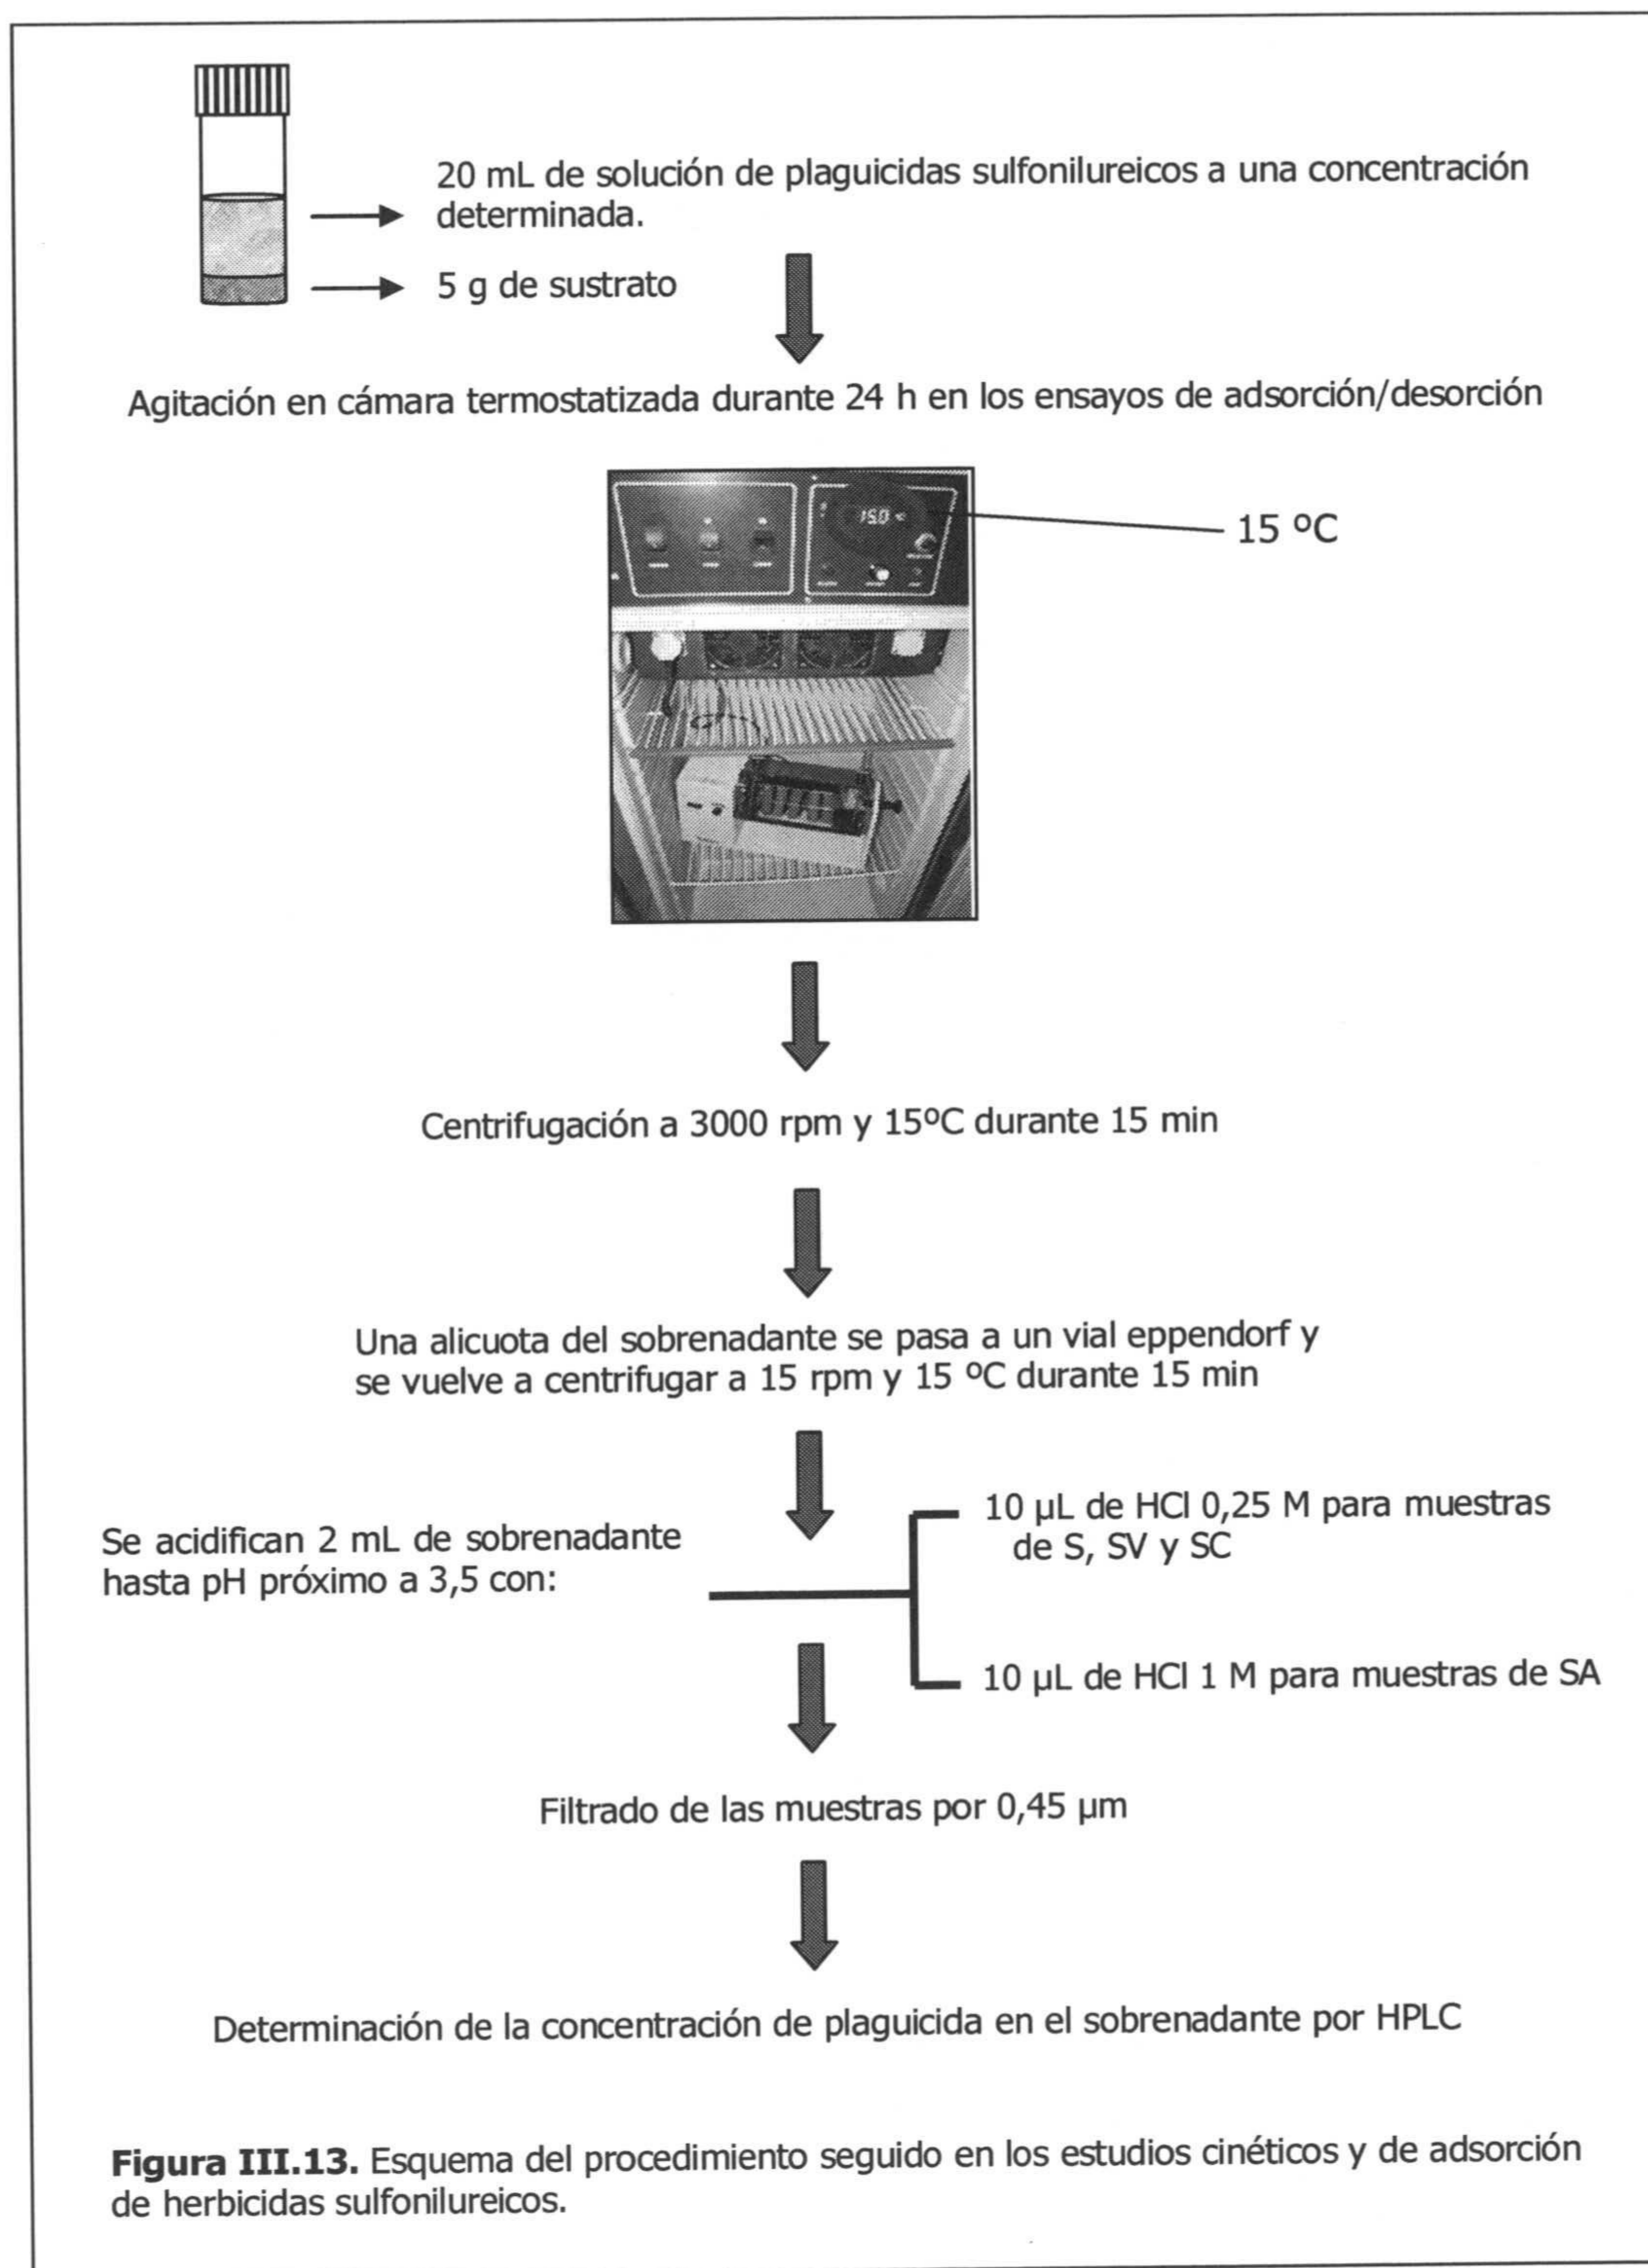 20 mL de solución de plaguicidas sulfonilureicos a una concentración
determinada.
5 g de sustrato
Agitación en cámara termostatizada durante 24 h en los ensayos de adsorción/desorción
15.0
15 ºC
Centrifugación a 3000 rpm y 15ºC durante 15 min
Una alicuota del sobrenadante se pasa a un vial eppendorf y
se vuelve a centrifugar a 15 rpm y 15 ºC durante 15 min
Se acidifican 2 mL de sobrenadante
hasta pH próximo a 3,5 con:
10 µL de HCl 0,25 M para muestras
de S, SV y SC
10 µL de HCl 1 M para muestras de SA
Filtrado de las muestras por 0,45 µm
Determinación de la concentración de plaguicida en el sobrenadante por HPLC
Figura III.13. Esquema del procedimiento seguido en los estudios cinéticos y de adsorción
de herbicidas sulfonilureicos.